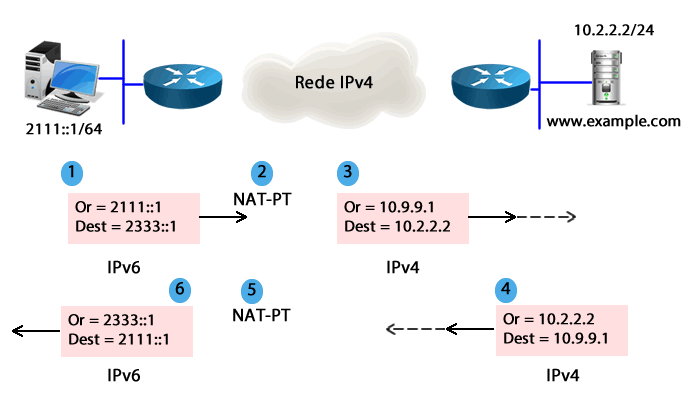 10.2.2.2/24
Rede IPv4
2111::1/64
www.example.com
1
2
3
NAT-PT
Or = 2111::1
Dest = 2333::1
Or = 10.9.9.1
Dest = 10.2.2.2
IPv6
IPv4
6
5
4
NAT-PT
Or = 2333::1
Dest = 2111::1
Or = 10.2.2.2
Dest = 10.9.9.1
IPv6
IPv4